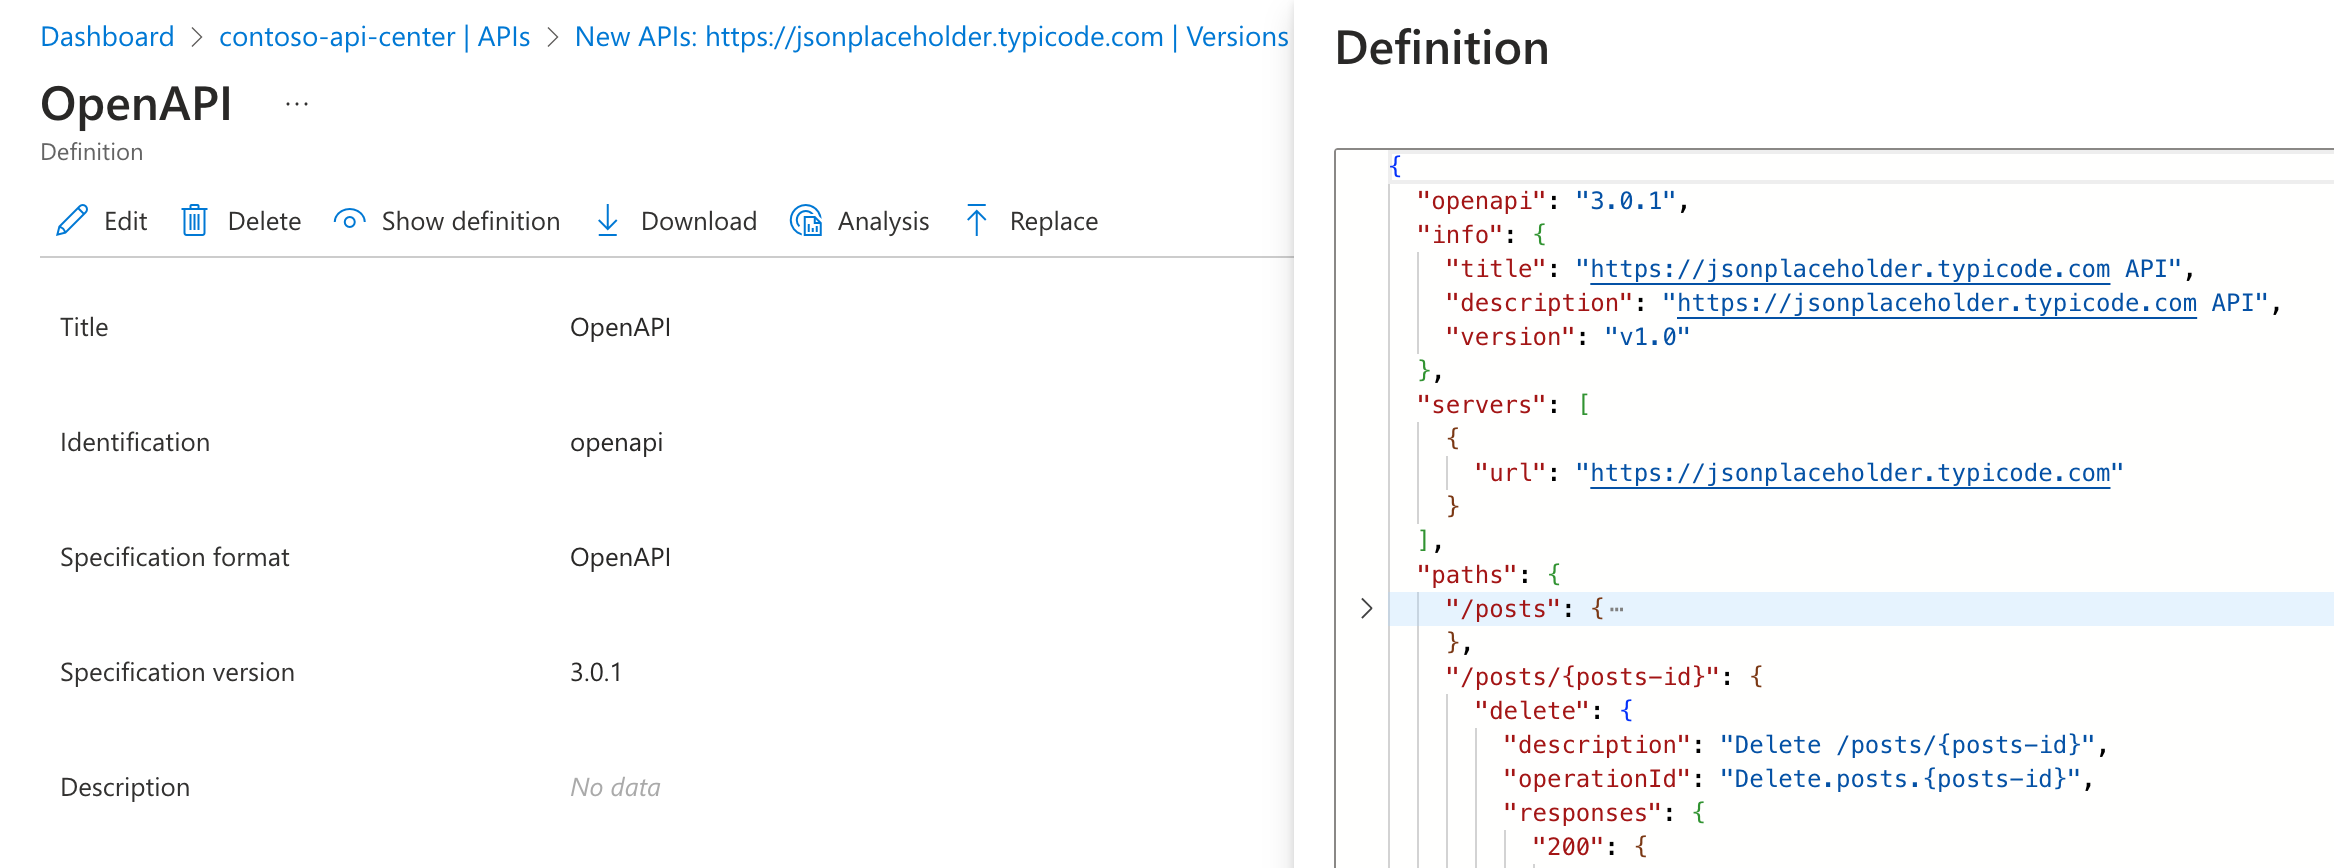 Dashboard > contoso-api-center | APIs > New APIs: https://jsonplaceholder.typicode.com | Versions
OpenAPI ...
Definition
Edit Delete Show definition Download Analysis Replace
Title OpenAPI
Identification openapi
Specification format OpenAPI
Specification version 3.0.1
Description No data
Definition
{
"openapi": "3.0.1",
"info": {
"title": "https://jsonplaceholder.typicode.com API",
"description": "https://jsonplaceholder.typicode.com API",
"version": "v1.0"
},
"servers": [
{
"url": "https://jsonplaceholder.typicode.com"
}
],
"paths": {
"/posts": {...
},
"/posts/{posts-id}": {
"delete": {
"description": "Delete /posts/{posts-id}",
"operationId": "Delete.posts.{posts-id}",
"responses": {
"200": {